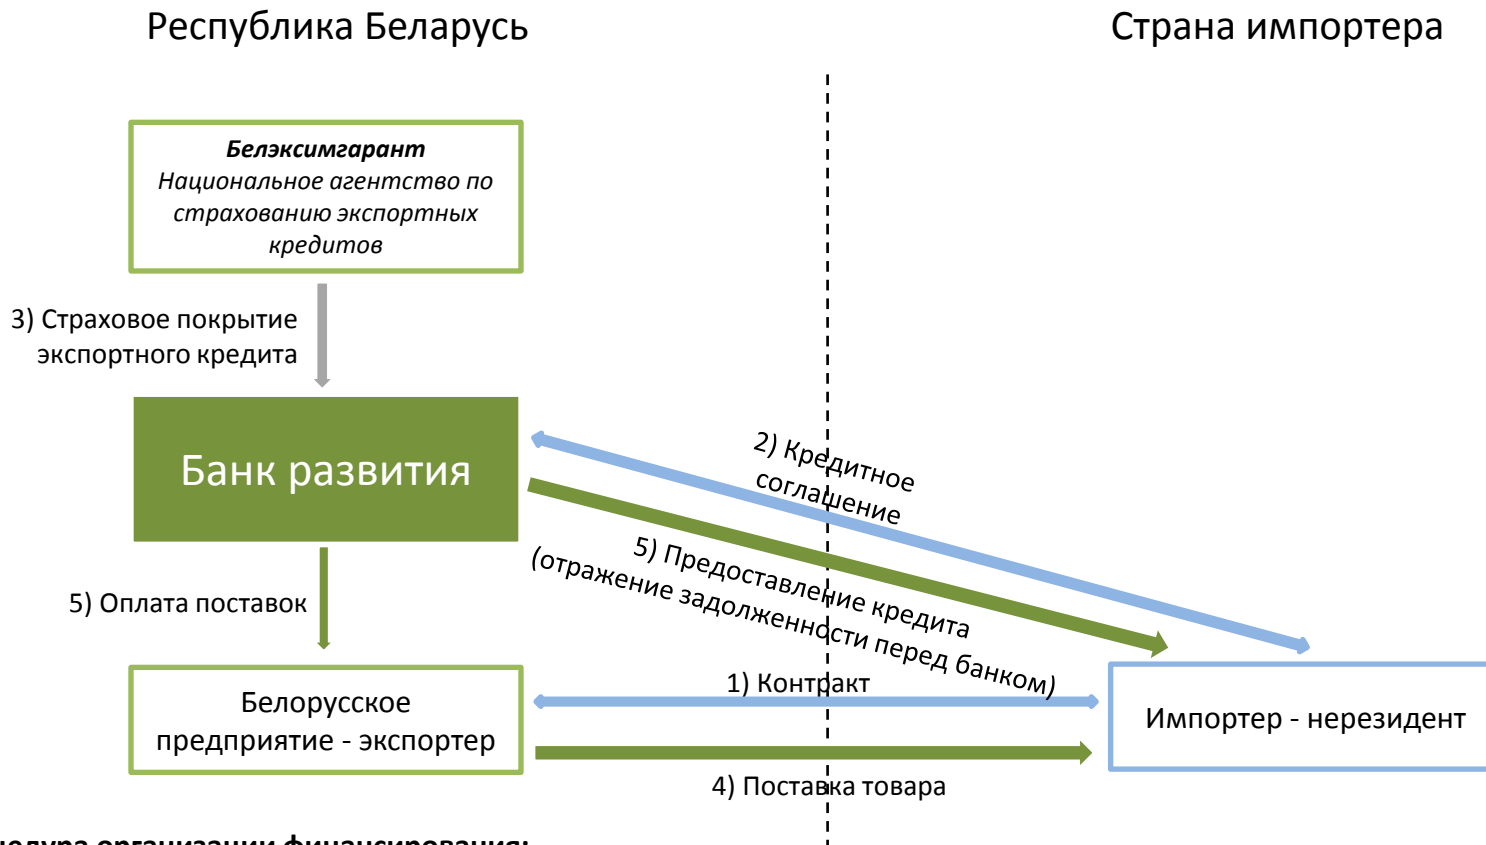 Республика Беларусь
Страна импортера
Белэксимгарант
Национальное агентство по
страхованию экспортных
кредитов
3) Страховое покрытие
экспортного кредита
Банк развития
2) Кредитное
соглашение
5) Предоставление кредита
(отражение задолженности перед банком)
5) Оплата поставок
Белорусское
предприятие - экспортер
1) Контракт
Импортер - нерезидент
4) Поставка товара
организации финансирования: